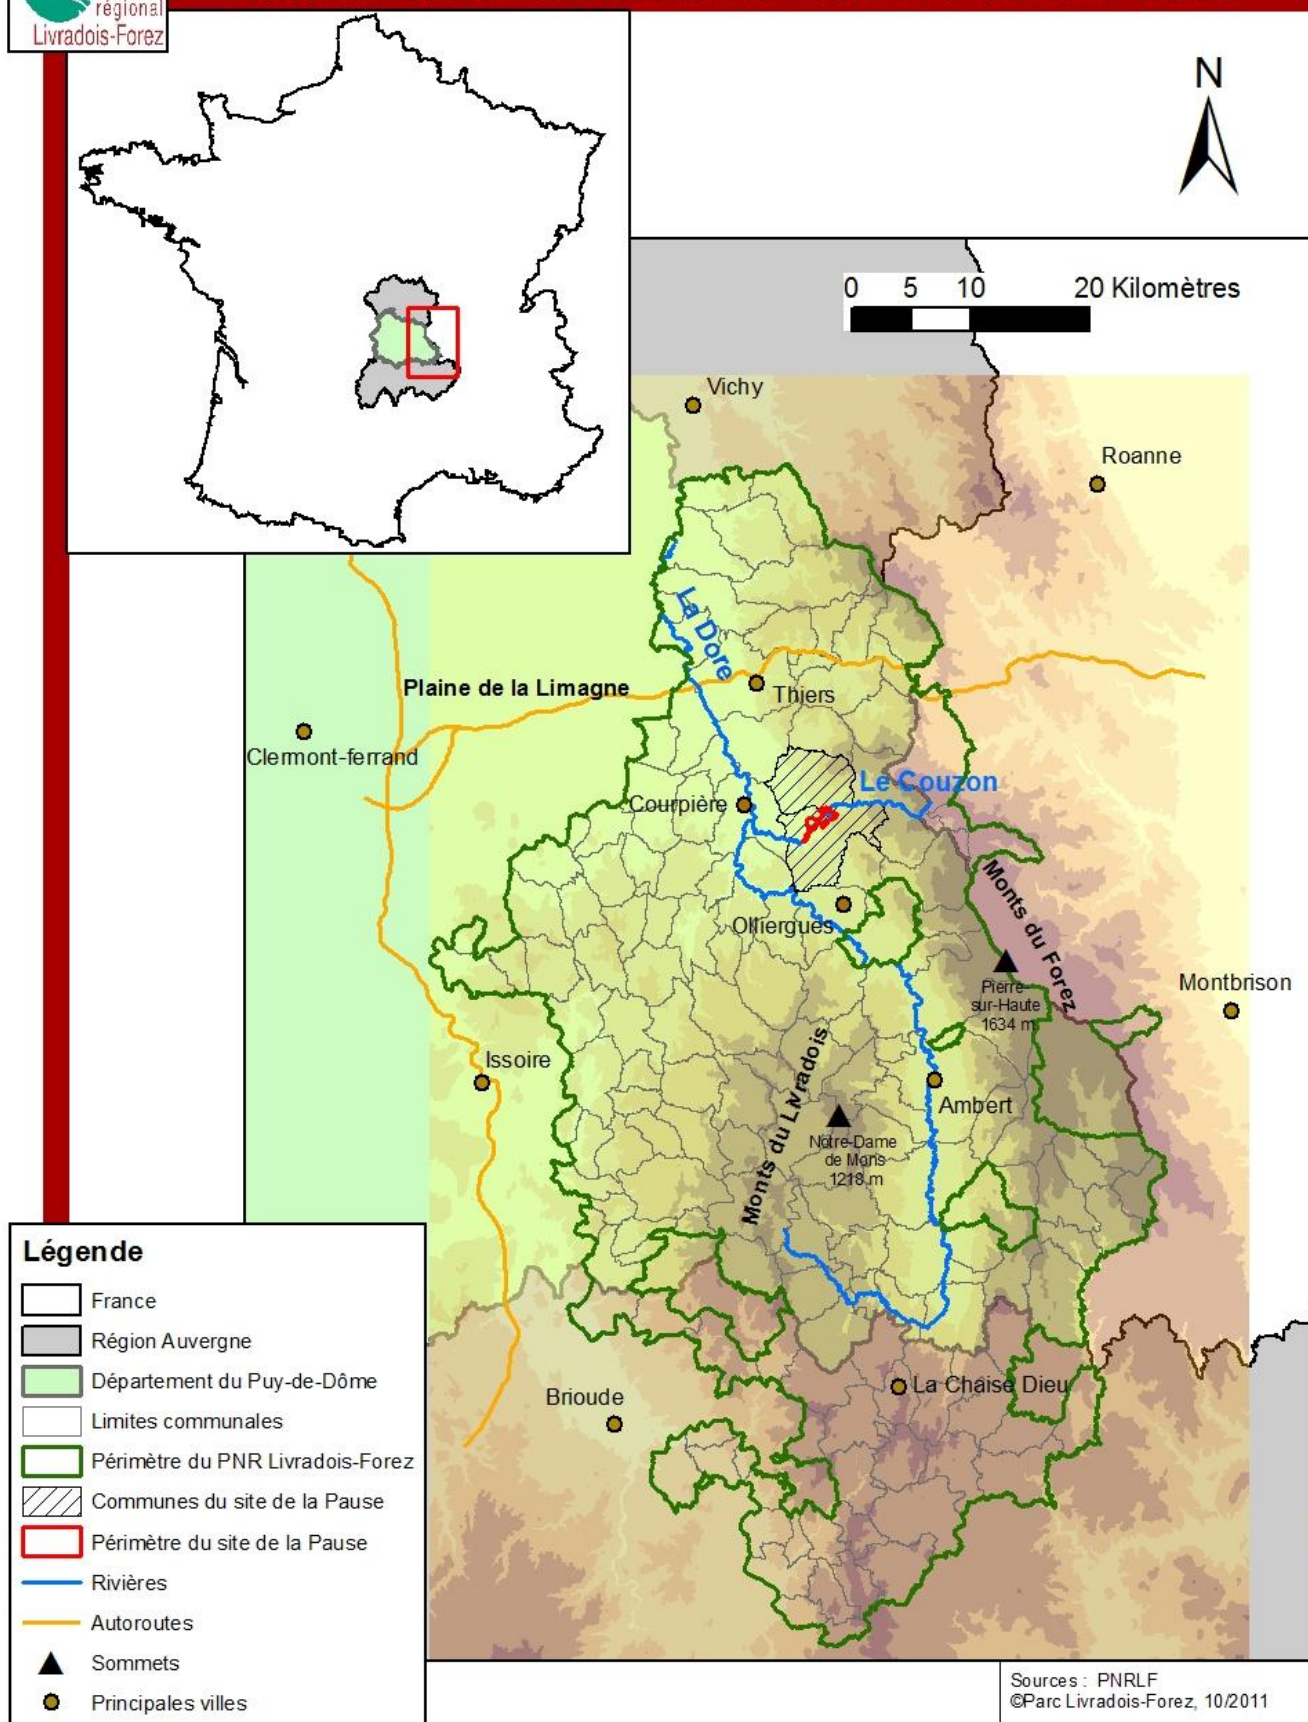 régional
Livradois-Forez
N
0 5 10 20 Kilomètres
Vichy
Roanne
La Dore
Plaine de la Limagne
Thiers
Clermont-ferrand
Le Couzon
Courpière
Monts du Forez
Olliergues
Pierre-
sur-Haute
1634 m
Montbrison
Issoire
Monts du Livradois
Ambert
Notre-Dame
de Mons
1218 m
La Chaise Dieu
Brioude
Légende
France
Région Auvergne
Département du Puy-de-Dôme
Limites communales
Périmètre du PNR Livradois-Forez
Communes du site de la Pause
Périmètre du site de la Pause
Rivières
Autoroutes
Sommets
Principales villes
Sources : PNRLF
©Parc Livradois-Forez, 10/2011